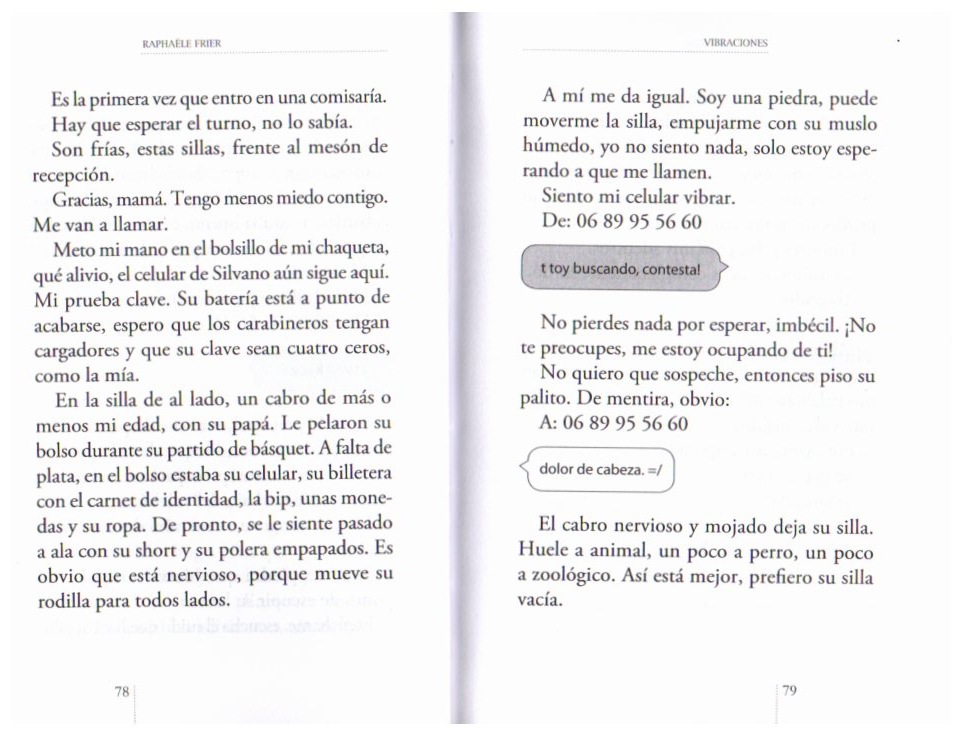 RAPHAËLE FRIER
Es la primera vez que entro en una comisaría.
Hay que esperar el turno, no lo sabía.
Son frías, estas sillas, frente al mesón de
recepción.
Gracias, mamá. Tengo menos miedo contigo.
Me van a llamar.
Meto mi mano en el bolsillo de mi chaqueta,
qué alivio, el celular de Silvano aún sigue aquí.
Mi prueba clave. Su batería está a punto de
acabarse, espero que los carabineros tengan
cargadores y que su clave sean cuatro ceros,
como la mía.
En la silla de al lado, un cabro de más o
menos mi edad, con su papá. Le pelaron su
bolso durante su partido de básquet. A falta de
plata, en el bolso estaba su celular, su billetera
con el carnet de identidad, la bip, unas mone-
das y su ropa. De pronto, se le siente pasado
a ala con su short y su polera empapados. Es
obvio que está nervioso, porque mueve su
rodilla para todos lados.
78
VIBRACIONES
A mí me da igual. Soy una piedra, puede
moverme la silla, empujarme con su muslo
húmedo, yo no siento nada, solo estoy espe-
rando a que me llamen.
Siento mi celular vibrar.
De: 06 89 95 56 60
t toy buscando, contesta!
No pierdes nada por esperar, imbécil. ¡No
te preocupes, me estoy ocupando de ti!
No quiero que sospeche, entonces piso su
palito. De mentira, obvio:
A: 06 89 95 56 60
dolor de cabeza. =/
El cabro nervioso y mojado deja su silla.
Huele a animal, un poco a perro, un poco
a zoológico. Así está mejor, prefiero su silla
vacía.
79